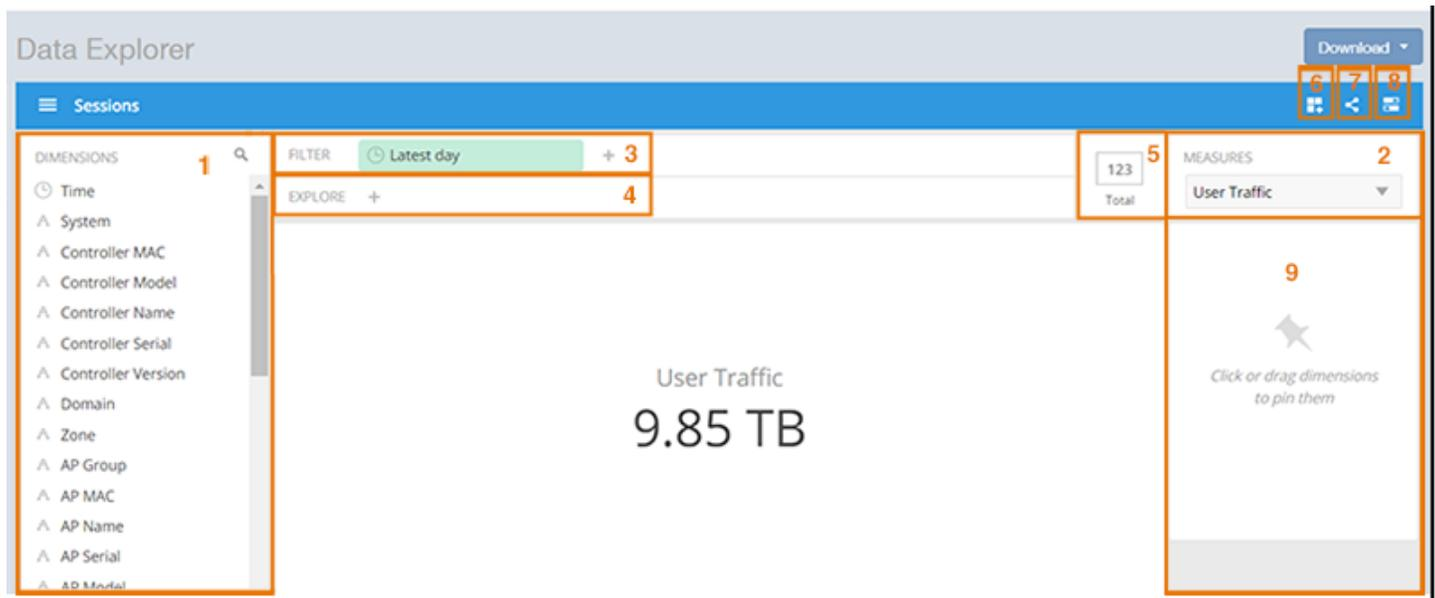 Data Explorer
Download
6 7 8
Sessions
DIMENSIONS
1
Time
System
Controller MAC
Controller Model
Controller Name
Controller Serial
Controller Version
Domain
Zone
AP Group
AP MAC
AP Name
AP Serial
AP Model
FILTER Latest day + 3
EXPLORE + 4
User Traffic
9.85 TB
5
123
Total
MEASURES 2
User Traffic
9
Click or drag dimensions
to pin them